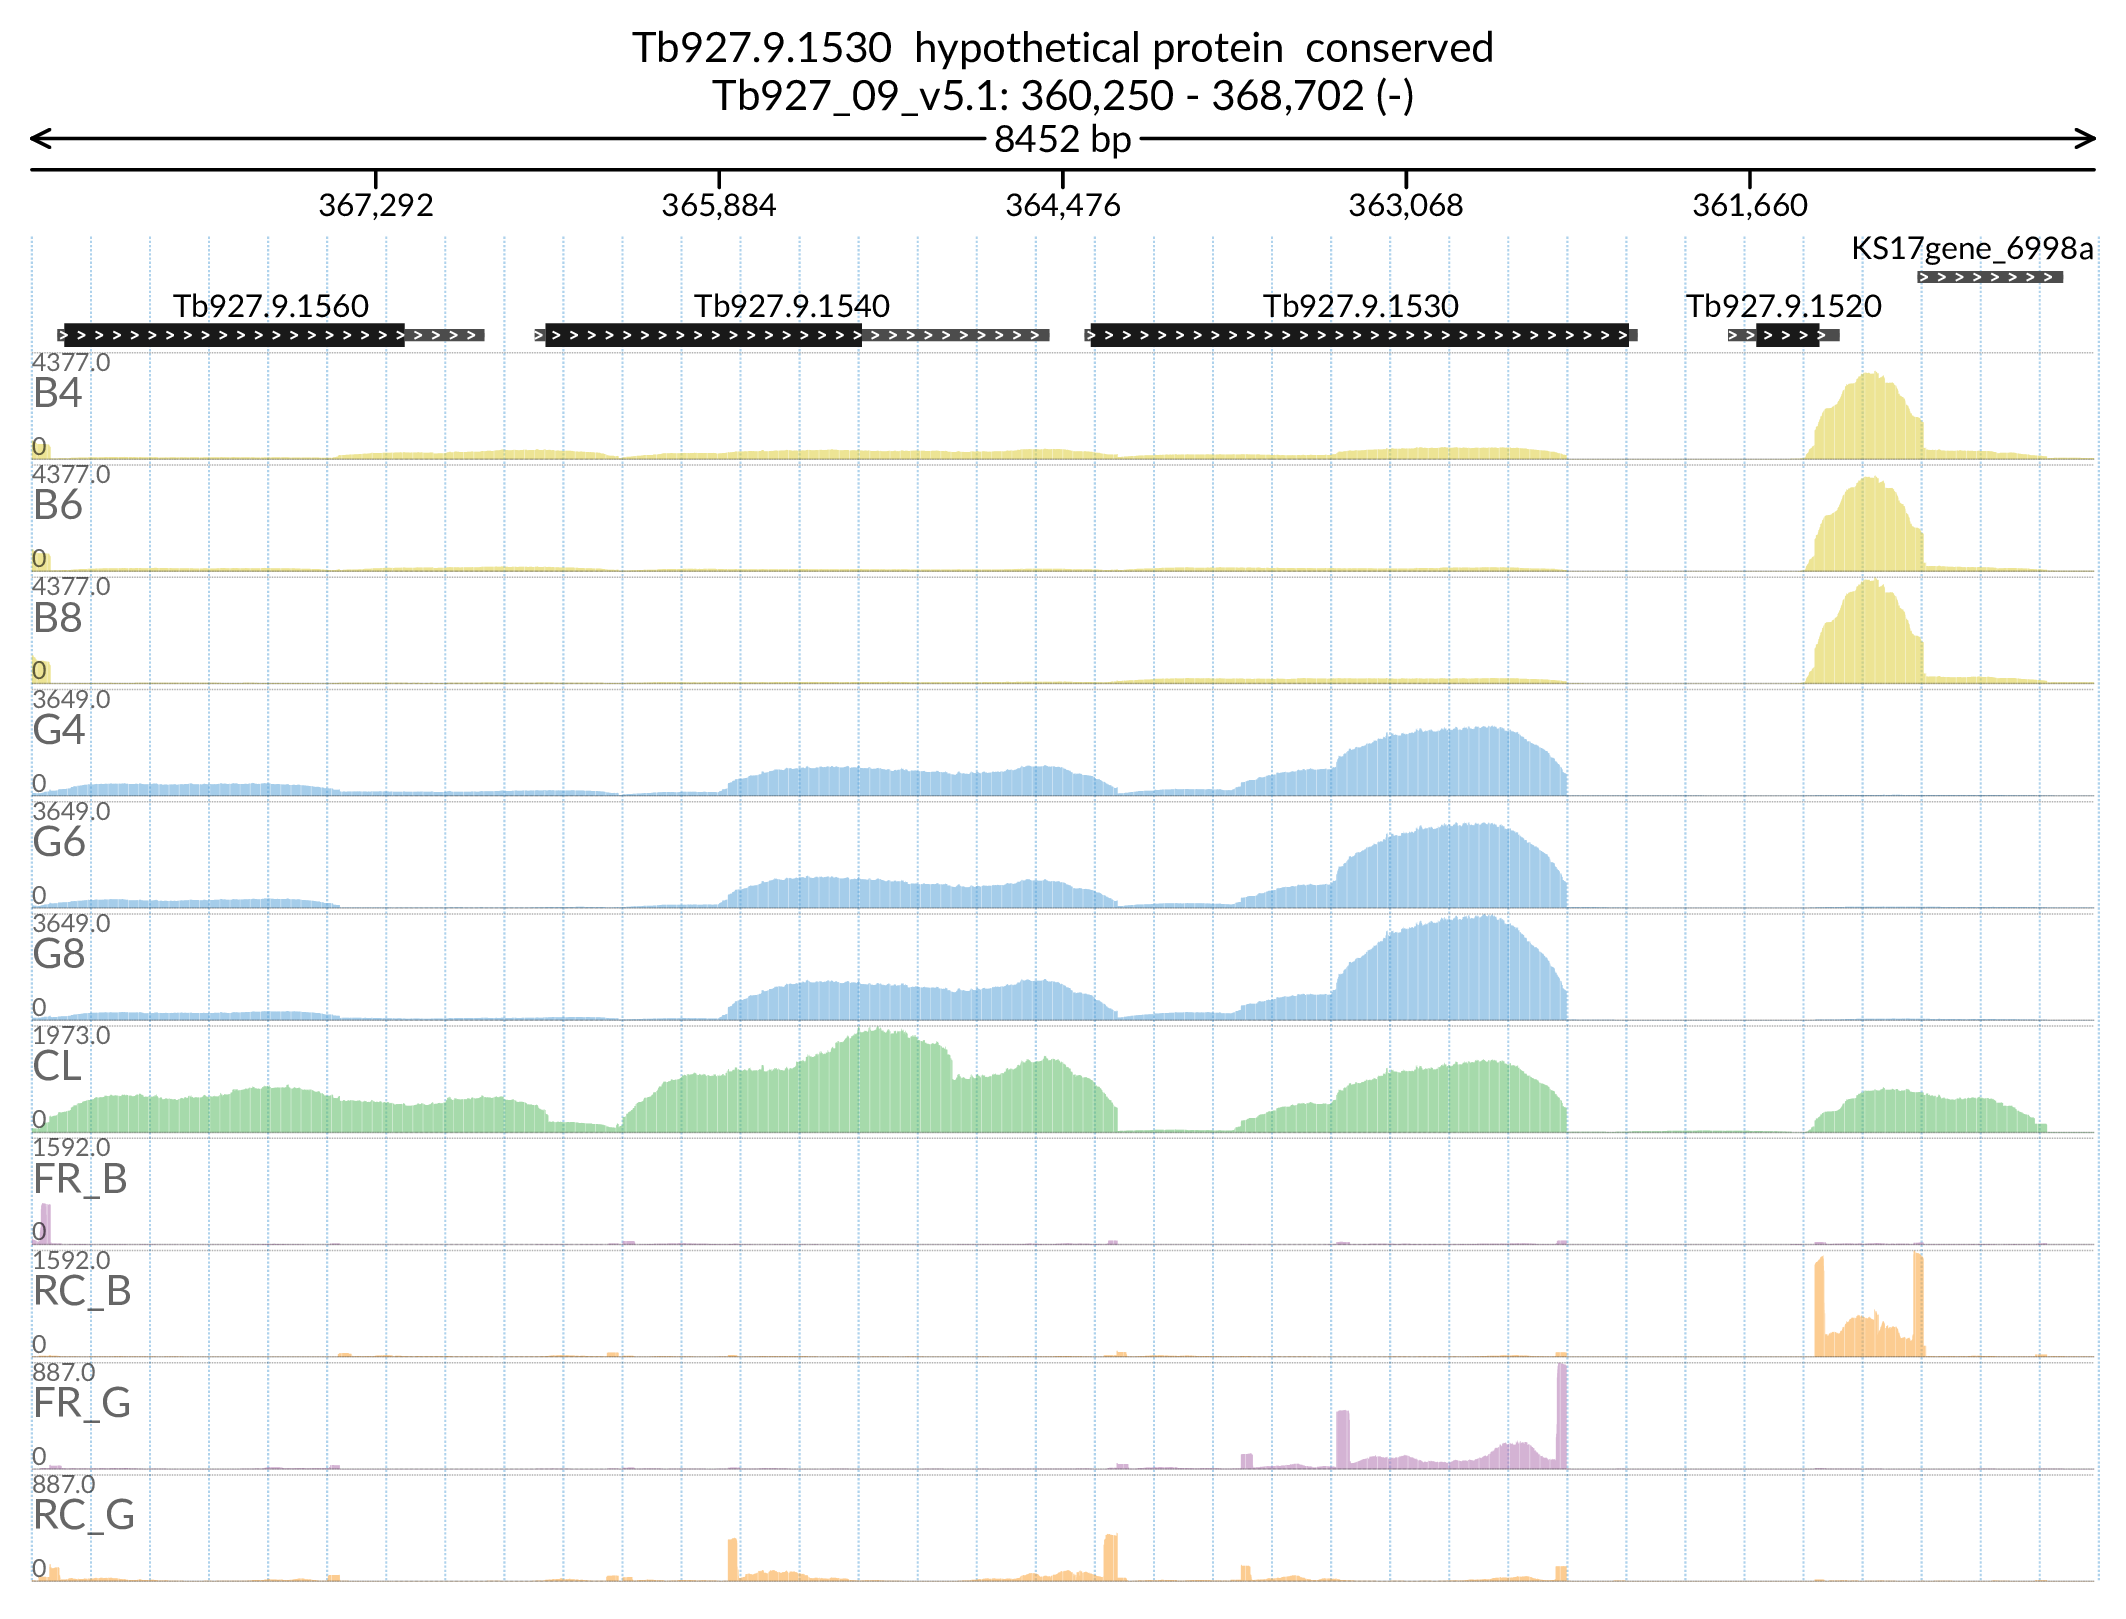 Tb927.9.1530 hypothetical protein conserved
Tb927_09_v5.1: 360,250 - 368,702 (-)
8452 bp
367,292 365,884 364,476 363,068 361,660
KS17gene_6998a
Tb927.9.1560 Tb927.9.1540 Tb927.9.1530 Tb927.9.1520
4377.0
B4
0
4377.0
B6
0
4377.0
B8
0
3649.0
G4
0
3649.0
G6
0
3649.0
G8
0
1973.0
CL
0
1592.0
FR_B
0
1592.0
RC_B
0
887.0
FR_G
0
887.0
RC_G
0